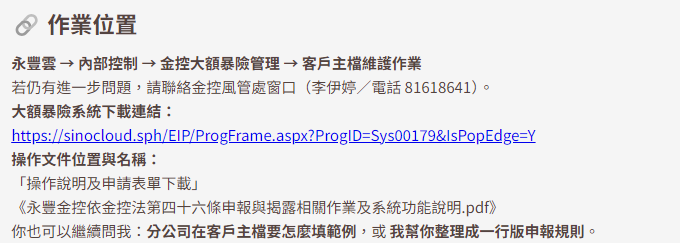 🔗 作業位置
永豐雲 → 內部控制 → 金控大額暴險管理 → 客戶主檔維護作業
若仍有進一步問題，請聯絡金控風管處窗口（李伊婷／電話 81618641）。
大額暴險系統下載連結：
https://sinocloud.sph/EIP/ProgFrame.aspx?ProgID=Sys00179&IsPopEdge=Y
操作文件位置與名稱：
「操作說明及申請表單下載」
《永豐金控依金控法第四十六條申報與揭露相關作業及系統功能說明.pdf》
你也可以繼續問我：分公司在客戶主檔要怎麼填範例，或 我幫你整理成一行版申報規則。